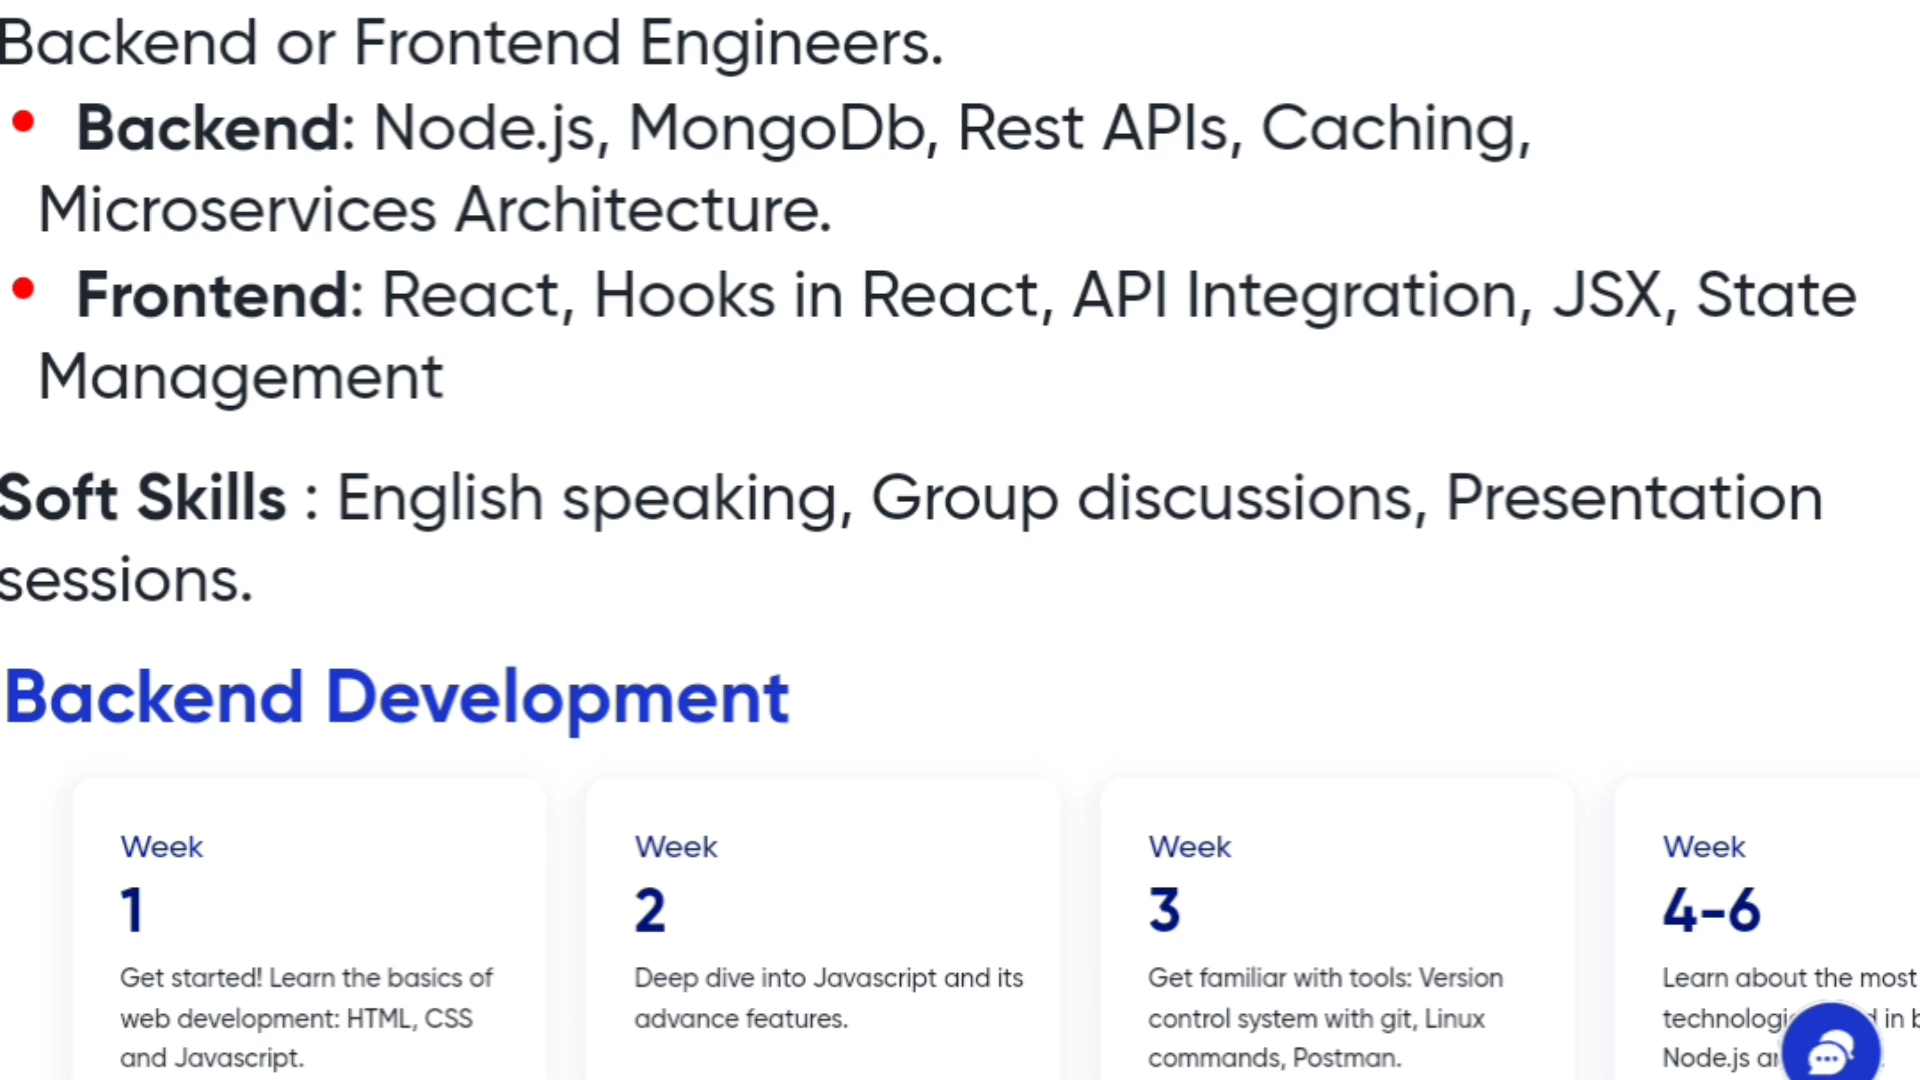 Backend or Frontend Engineers.
• Backend: Node.js, MongoDb, Rest APIs, Caching,
Microservices Architecture.
• Frontend: React, Hooks in React, API Integration, JSX, State
Management
Soft Skills : English speaking, Group discussions, Presentation
sessions.
Backend Development
Week
1
Get started! Learn the basics of
web development: HTML, CSS
and Javascript.
Week
2
Deep dive into Javascript and its
advance features.
Week
3
Get familiar with tools: Version
control system with git, Linux
commands, Postman.
Week
4-6
Learn about the most
in
Node.js